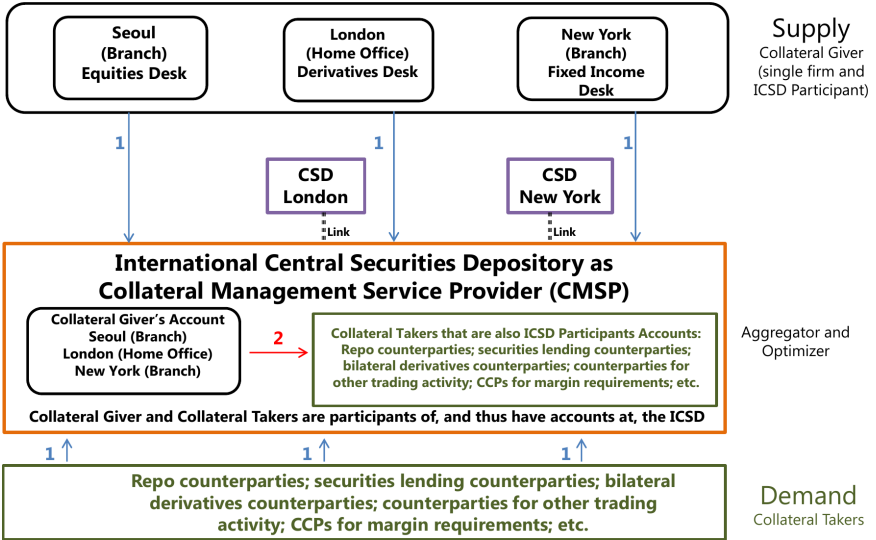 Seoul
(Branch)
Equities Desk
London
(Home Office)
Derivatives Desk
New York
(Branch)
Fixed Income
Desk
Supply
Collateral Giver
(single firm and
ICSD Participant)
1
1
1
CSD
London
CSD
New York
Link
Link
International Central Securities Depository as
Collateral Management Service Provider (CMSP)
Collateral Giver’s Account
Seoul (Branch)
London (Home Office)
New York (Branch)
2
Collateral Takers that are also ICSD Participants Accounts:
Repo counterparties; securities lending counterparties;
bilateral derivatives counterparties; counterparties for
other trading activity; CCPs for margin requirements; etc.
Aggregator and
Optimizer
Collateral Giver and Collateral Takers are participants of, and thus have accounts at, the ICSD
1
1
1
Repo counterparties; securities lending counterparties; bilateral
derivatives counterparties; counterparties for other trading
activity; CCPs for margin requirements; etc.
Demand
Collateral Takers